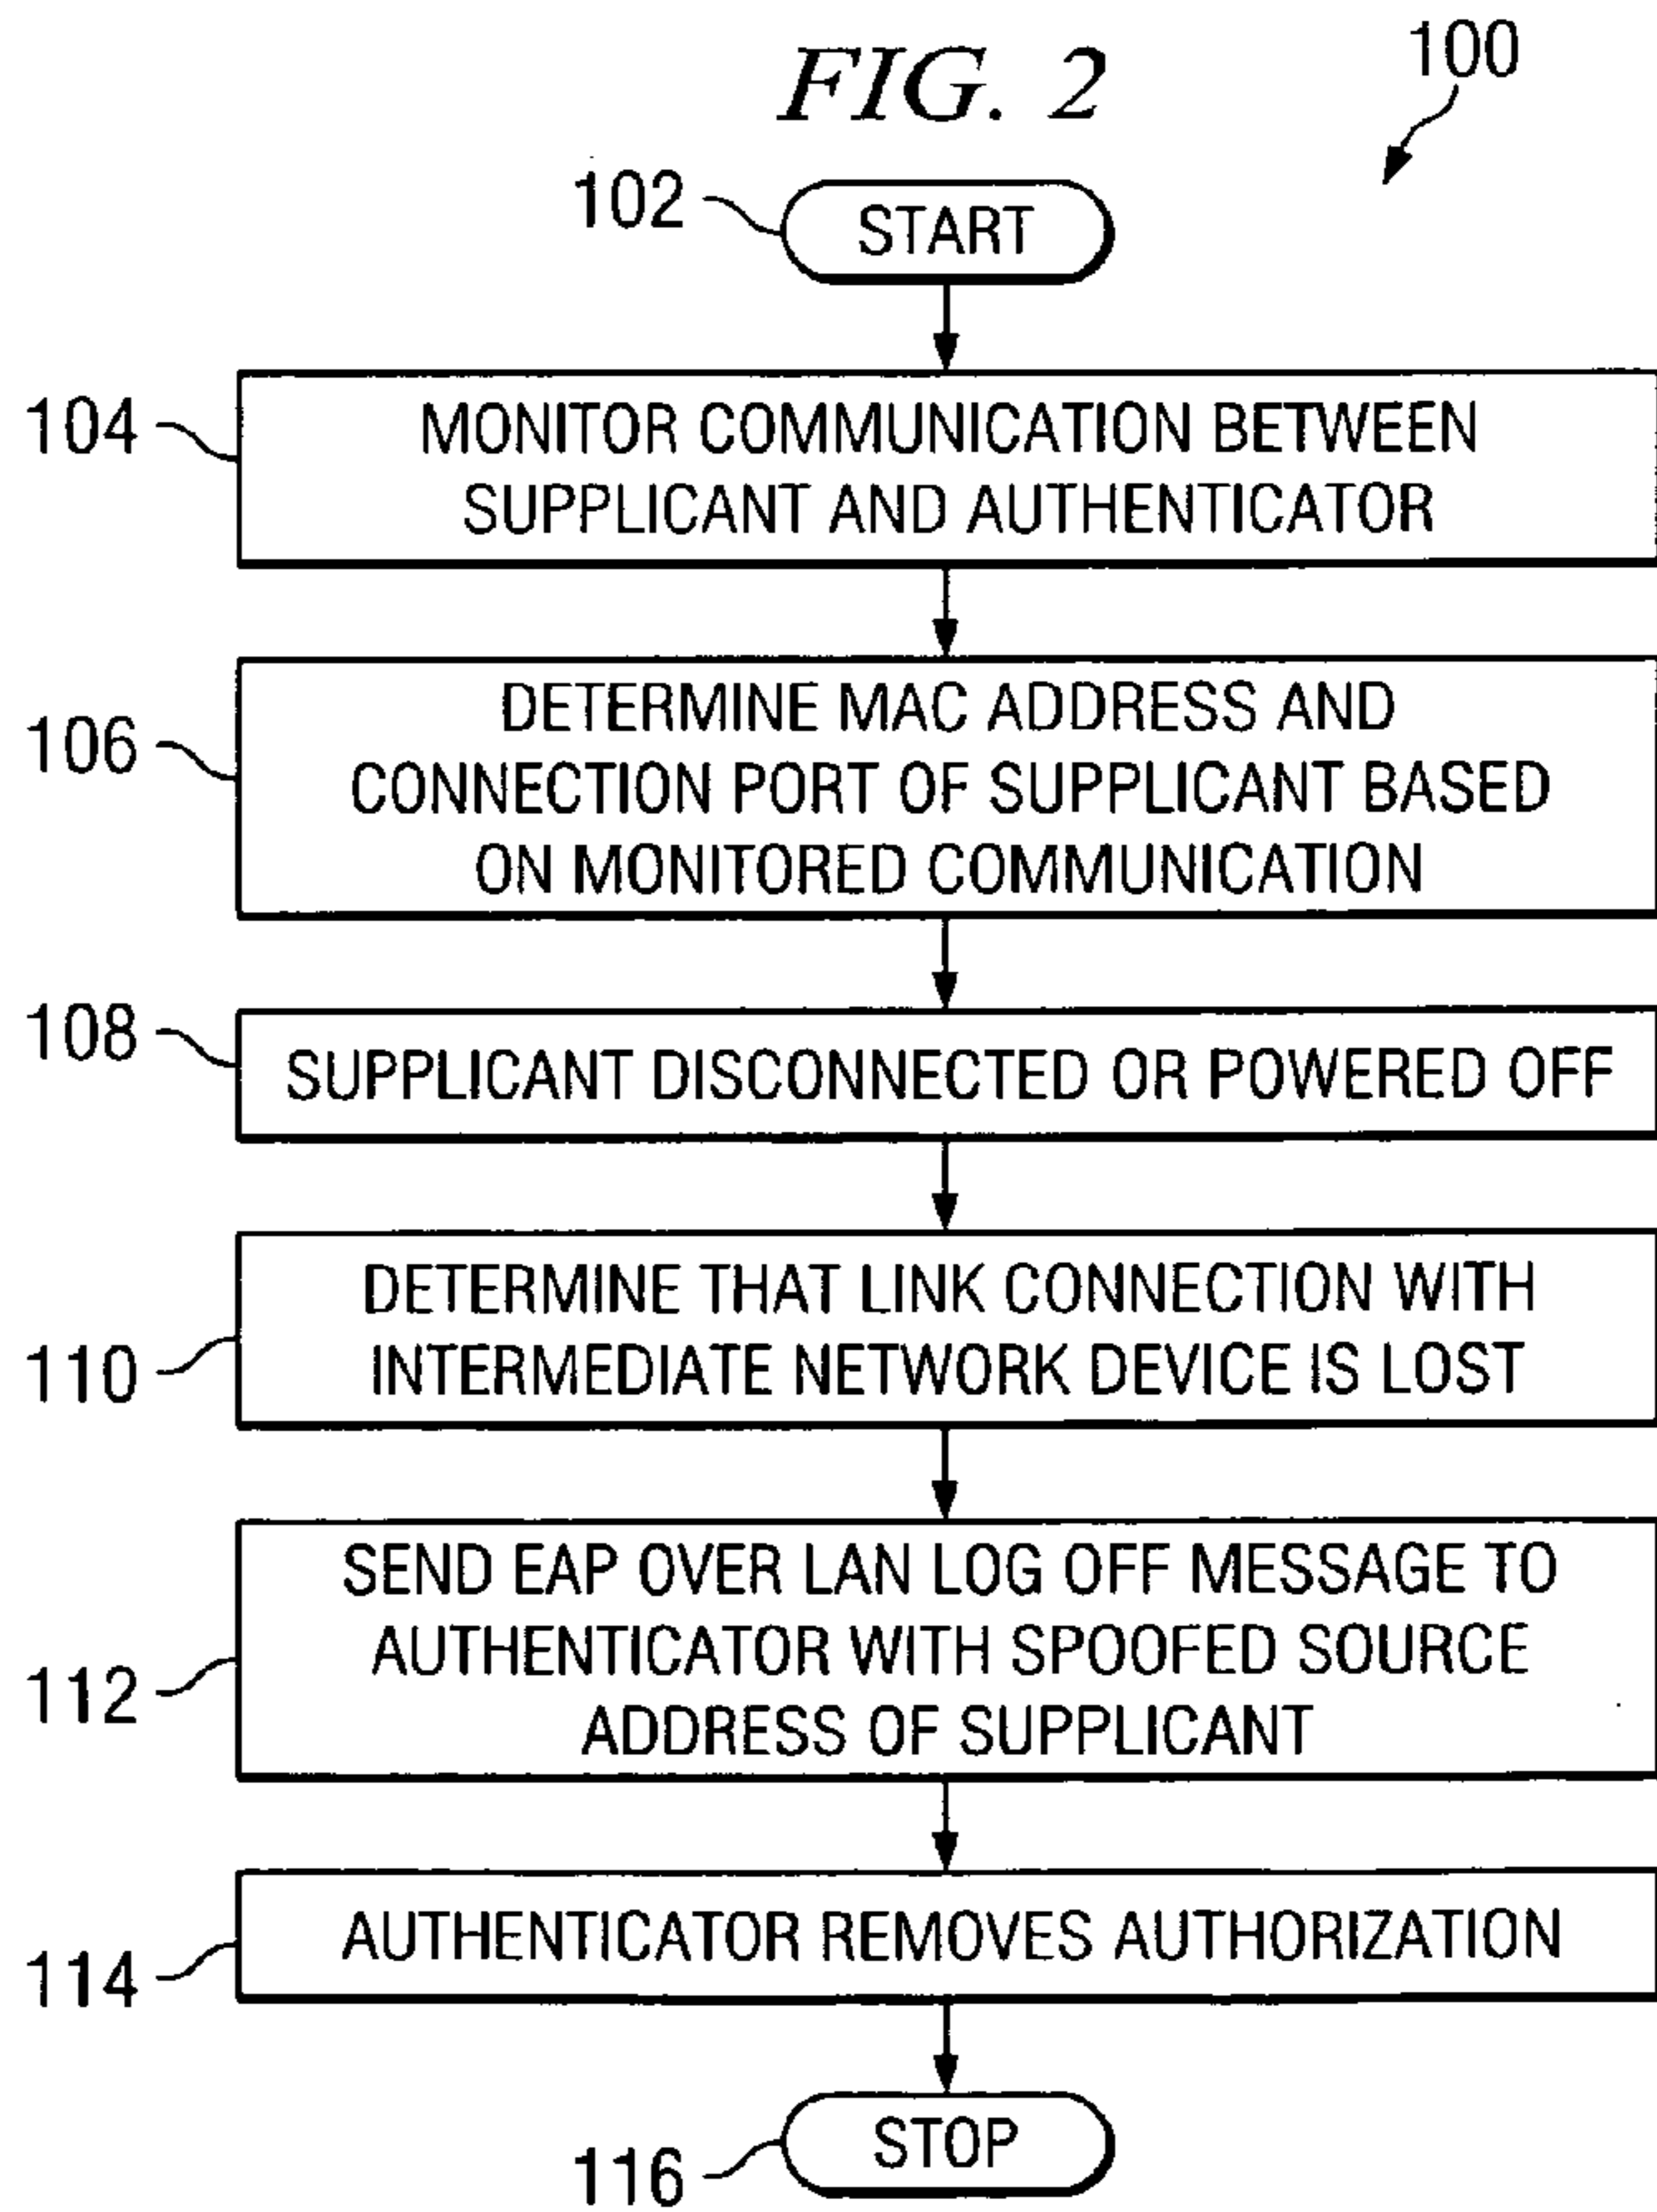 FIG. 2
100
102
START
104
MONITOR COMMUNICATION BETWEEN
SUPPLICANT AND AUTHENTICATOR
106
DETERMINE MAC ADDRESS AND
CONNECTION PORT OF SUPPLICANT BASED
ON MONITORED COMMUNICATION
108
SUPPLICANT DISCONNECTED OR POWERED OFF
110
DETERMINE THAT LINK CONNECTION WITH
INTERMEDIATE NETWORK DEVICE IS LOST
112
SEND EAP OVER LAN LOG OFF MESSAGE TO
AUTHENTICATOR WITH SPOOFED SOURCE
ADDRESS OF SUPPLICANT
114
AUTHENTICATOR REMOVES AUTHORIZATION
116
STOP